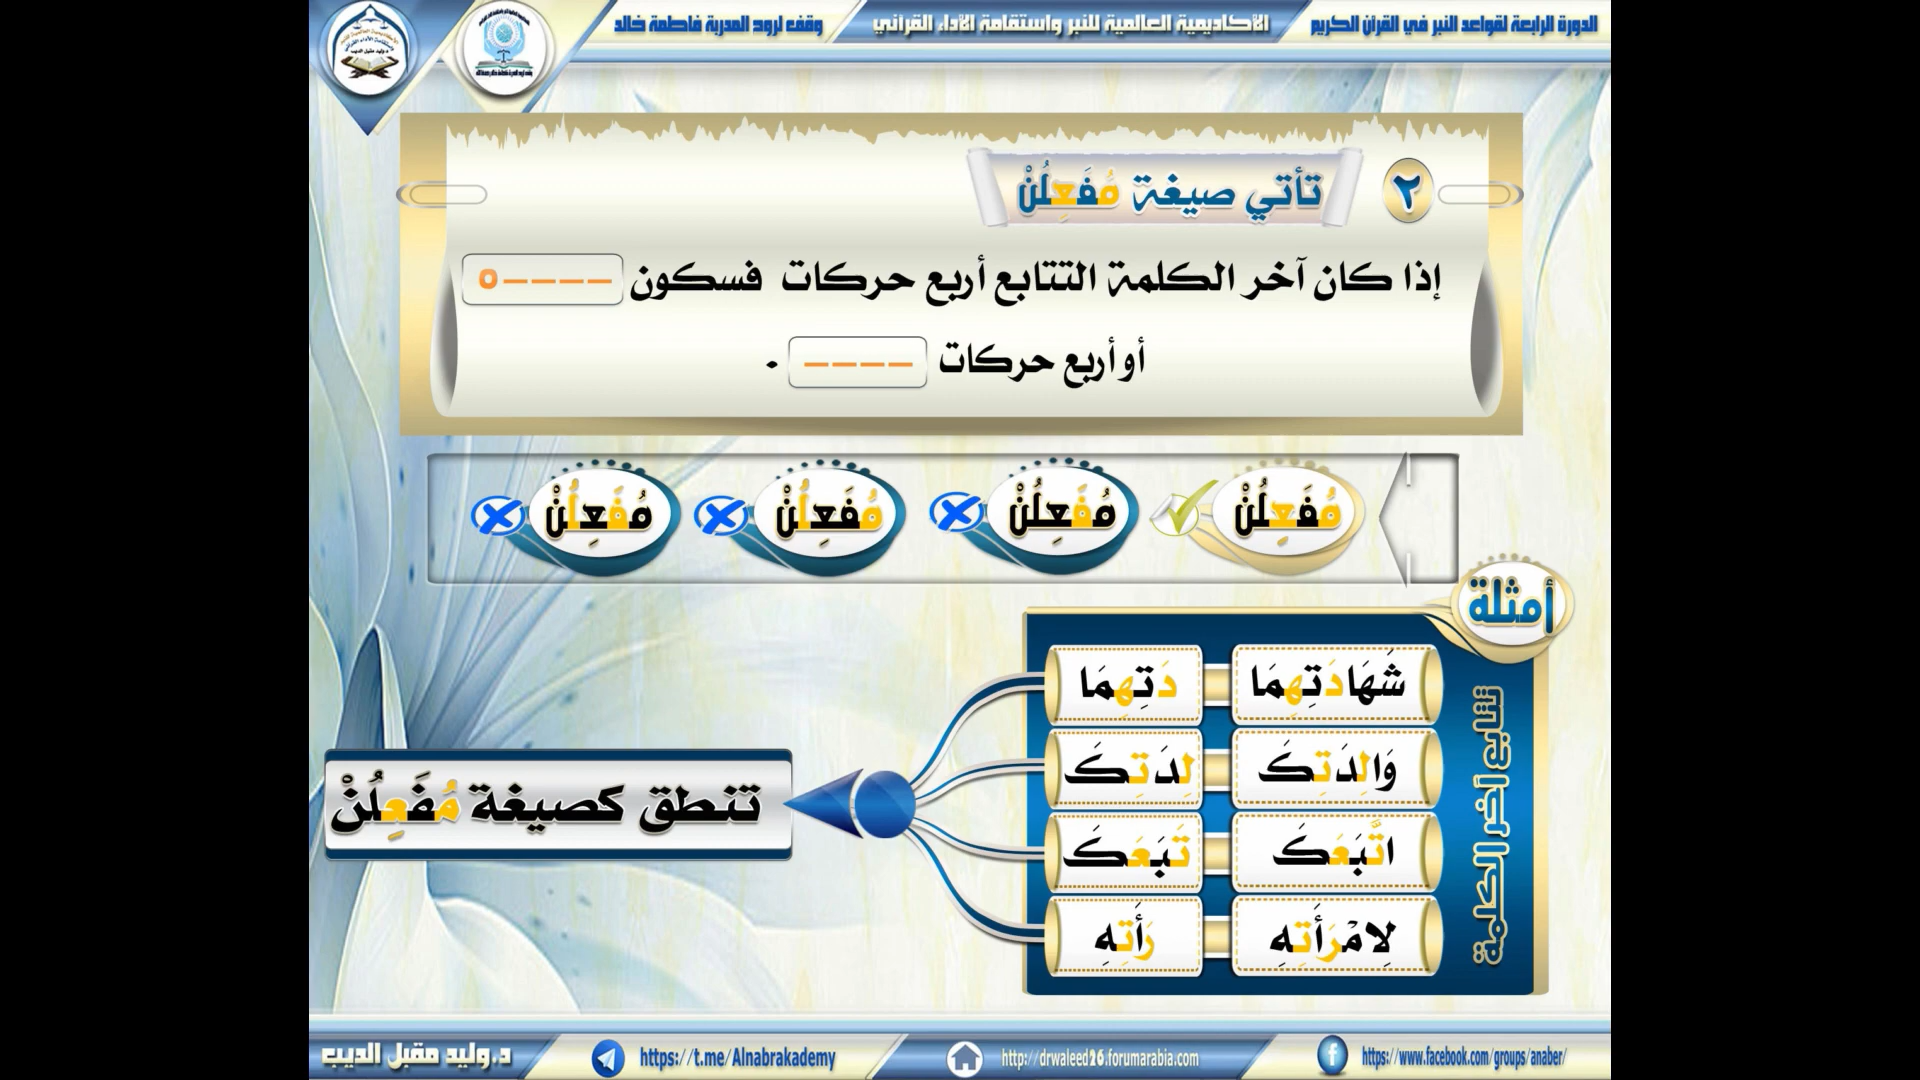 الدورة الرابعة لقواعد النبر في القرآن الكريم
الأكاديمية العالمية للنبر واستقامة الأداء القرآني
وقف لروح المدربة فاطمة خالد
٢
تأتي صيغة مُفَعِلُنْ
إذا كان آخر الكلمة التتابع أربع حركات فسكون ————ه
أو أربع حركات ———— .
مُفَعِلُنْ مُفَعِلُنْ مُفَعِلُنْ مُفَعِلُنْ
أمثلة
تتابع آخر الكلمة
شَهَادَتِهِمَا دَتِهِمَا
وَالِدَتِكَ لِدَتِكَ
اتَّبَعَكَ تَبَعَكَ
لِامْرَأَتِهِ رَأَتِهِ
تنطق كصيغة مُفَعِلُنْ
https://www.facebook.com/groups/anaber/
http://drwaleed26.forumarabia.com
https://t.me/Alnabrakademy
د.وليد مقبل الديب